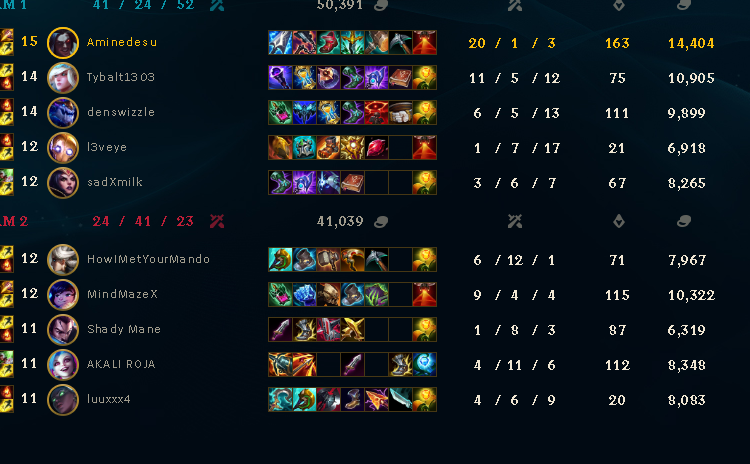 AM 1 41 / 24 / 52 50,391
15 Aminedesu 20 / 1 / 3 163 14,404
14 Tybalt1303 11 / 5 / 12 75 10,905
14 denswizzle 6 / 5 / 13 111 9,899
12 l3veye 1 / 7 / 17 21 6,918
12 sadXmilk 3 / 6 / 7 67 8,265
AM 2 24 / 41 / 23 41,039
12 HowIMetYourMando 6 / 12 / 1 71 7,967
12 MindMazeX 9 / 4 / 4 115 10,322
11 Shady Mane 1 / 8 / 3 87 6,319
11 AKALI ROJA 4 / 11 / 6 112 8,348
11 luuxxx4 4 / 6 / 9 20 8,083